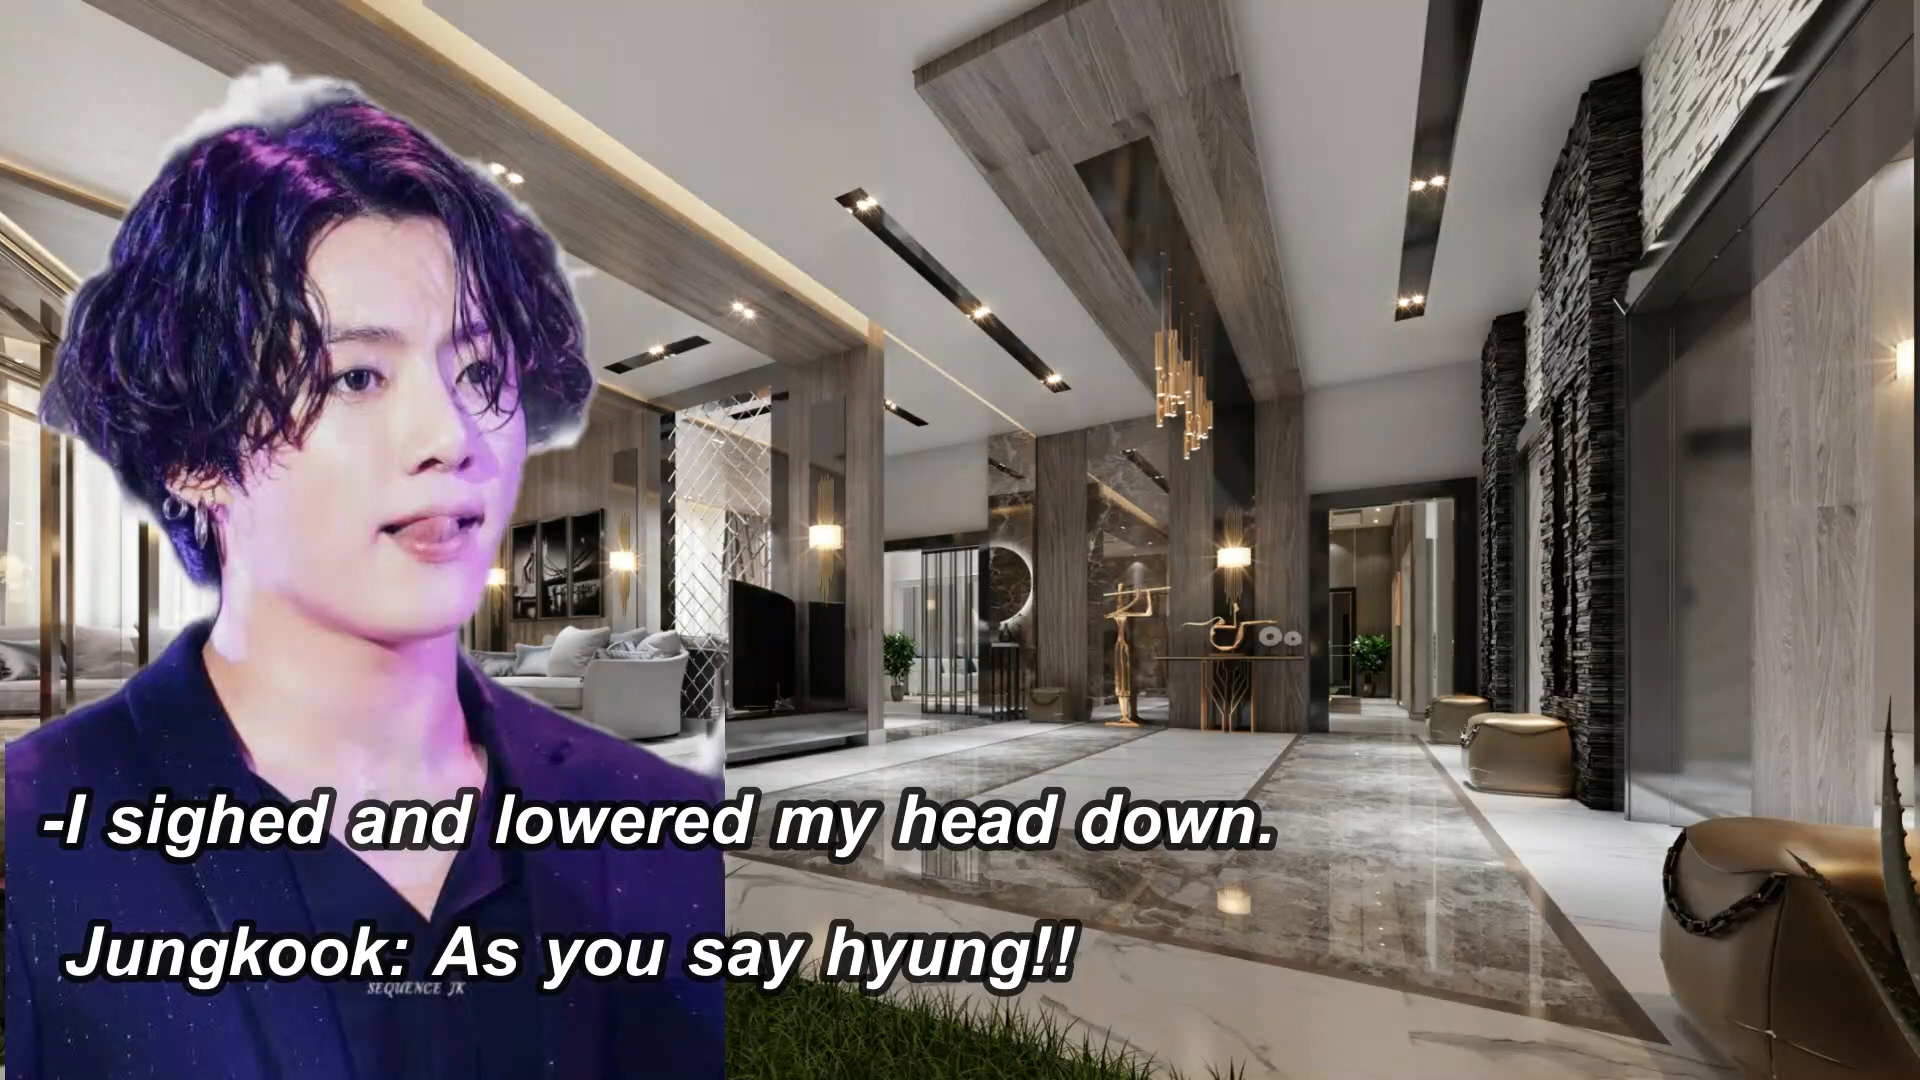 -I sighed and lowered my head down.
Jungkook: As you say hyung!!
SEQUENCE JK